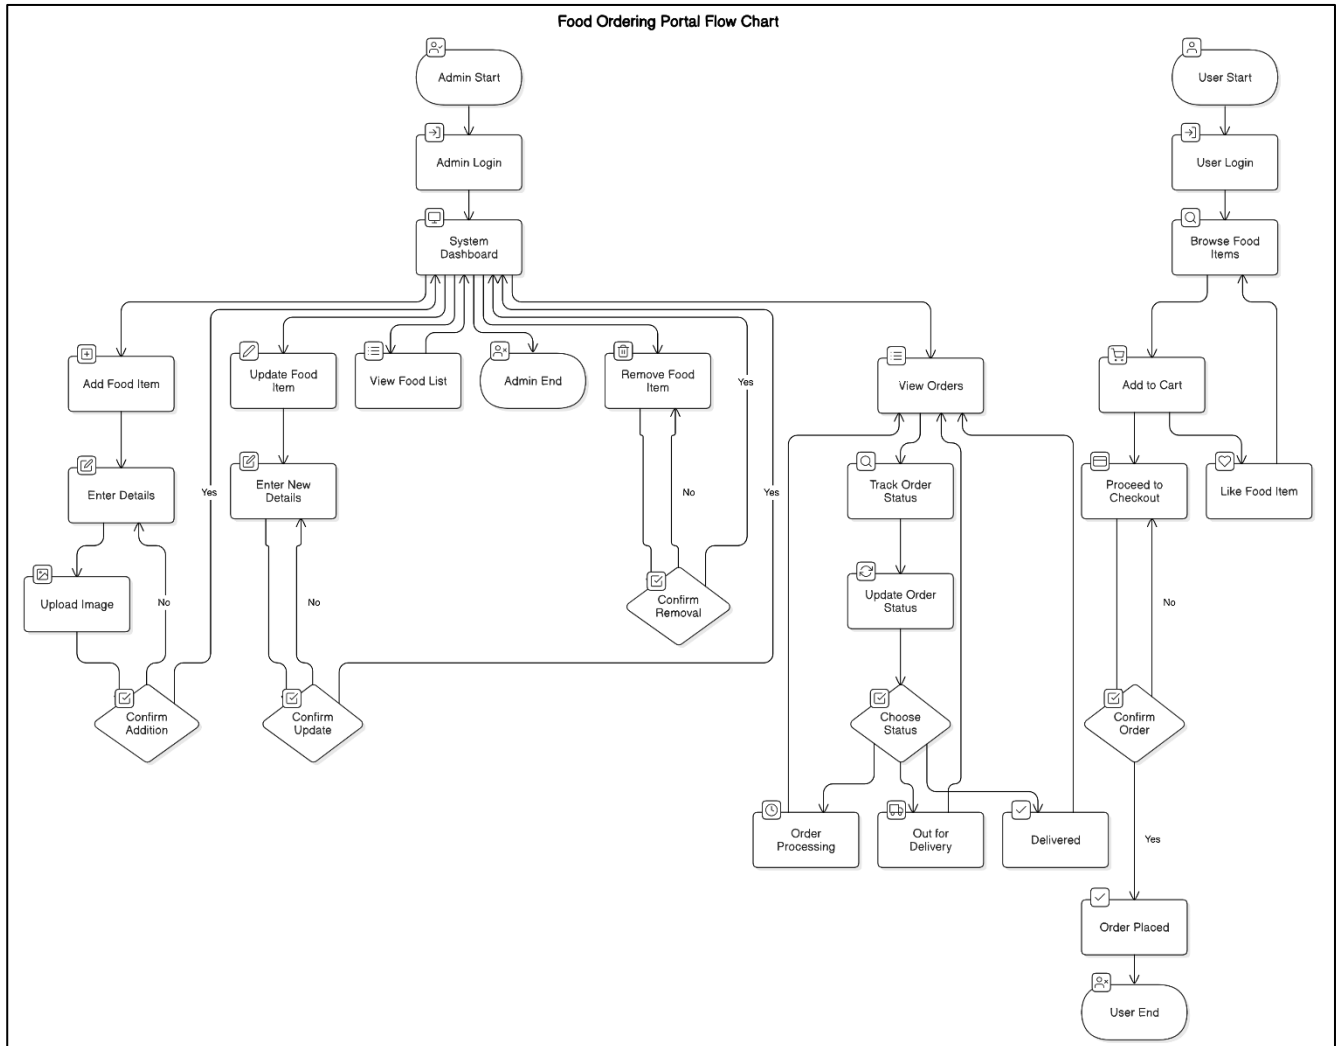 Food Ordering Portal Flow Chart
Admin Start
User Start
Admin Login
User Login
System
Dashboard
Browse Food
Items
Add Food Item
Update Food
Item
View Food List
Admin End
Remove Food
Item
Yes
View Orders
Add to Cart
Enter Details
Yes
Enter New
Details
No
Yes
Track Order
Status
Proceed to
Checkout
Like Food Item
Upload Image
No
No
Confirm
Removal
Update Order
Status
No
Confirm
Addition
Confirm
Update
Choose
Status
Confirm
Order
Order
Processing
Out for
Delivery
Delivered
Yes
Order Placed
User End